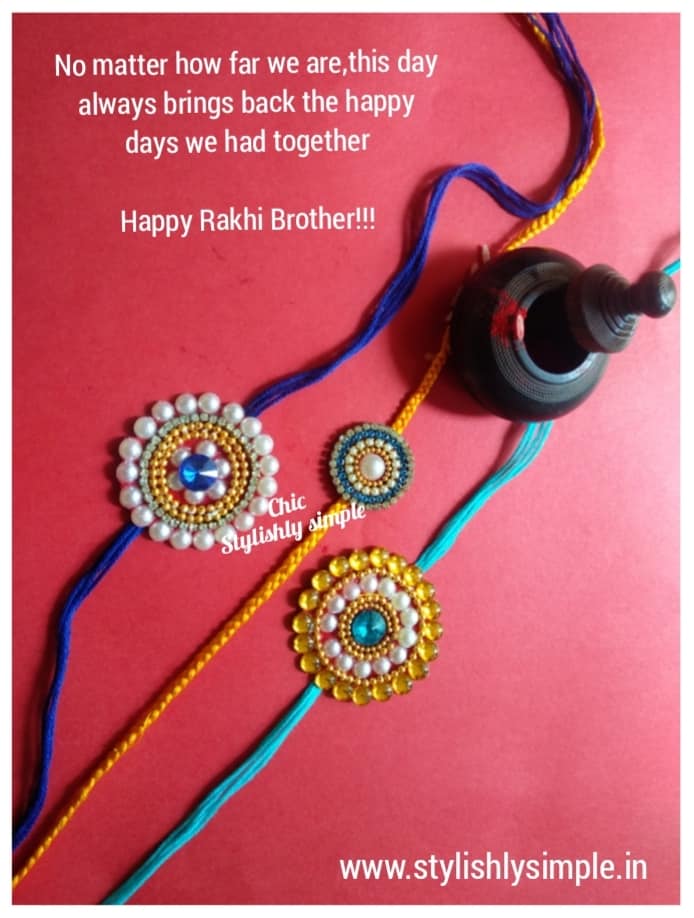 No matter how far we are,this day
always brings back the happy
days we had together
Happy Rakhi Brother!!!
Chic
Stylishly simple
www.stylishlysimple.in